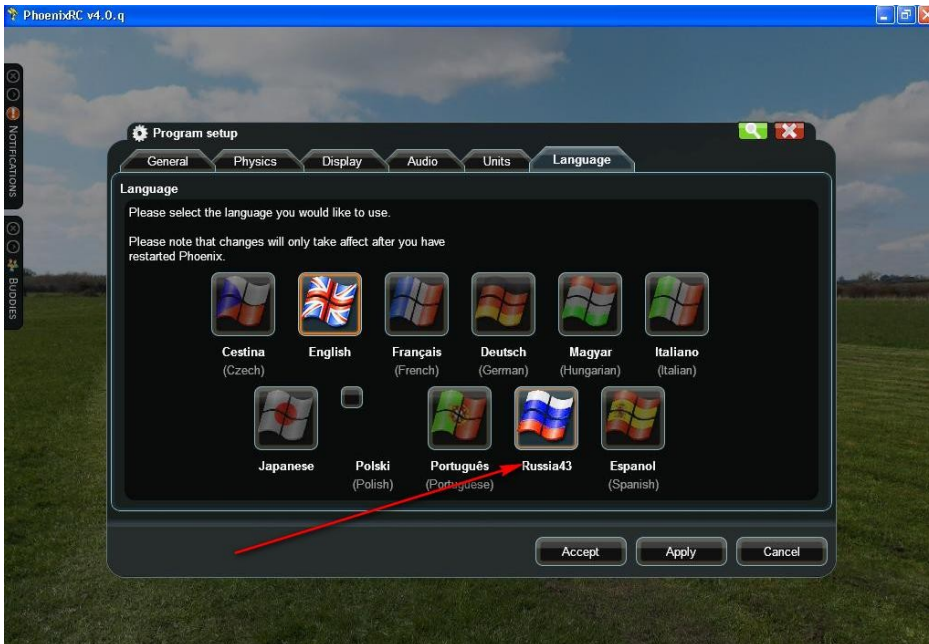 PhoenixRC v4.0.q
NOTIFICATIONS
BUDDIES
Program setup
General Physics Display Audio Units Language
Language
Please select the language you would like to use.
Please note that changes will only take affect after you have
restarted Phoenix.
Cestina English Français Deutsch Magyar Italiano
(Czech) (French) (German) (Hungarian) (Italian)
Japanese Polski Português Russia43 Espanol
(Polish) (Portuguese) (Spanish)
Accept Apply Cancel